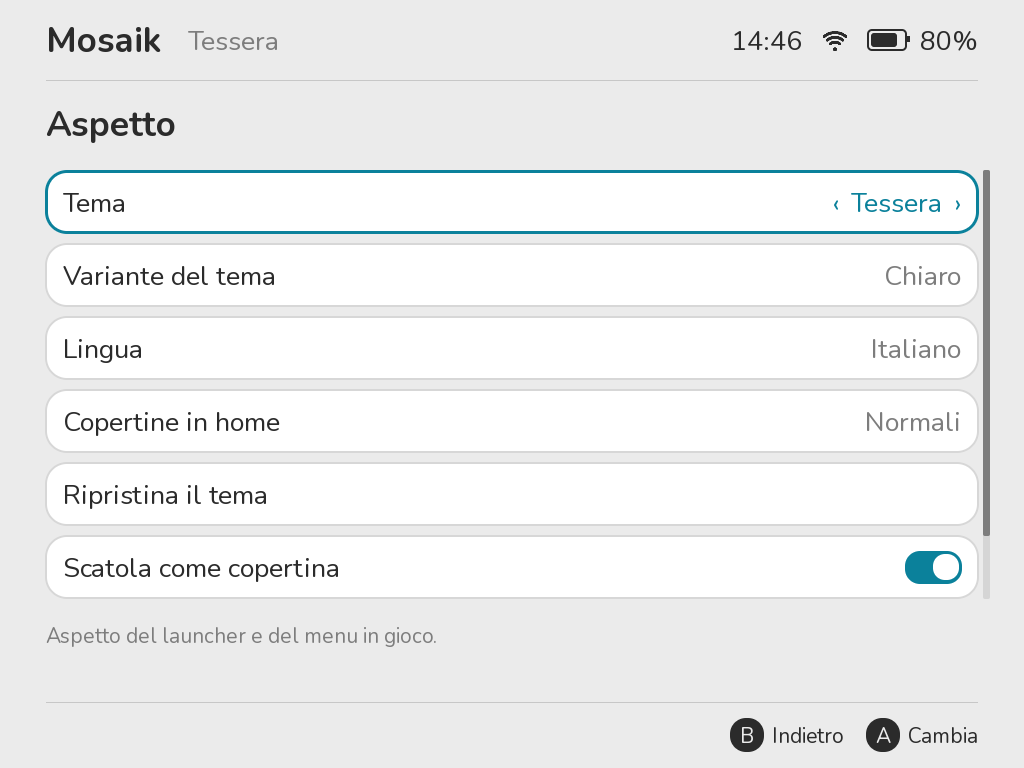 Mosaik Tessera 14:46 80%
Aspetto
Tema ‹ Tessera ›
Variante del tema Chiaro
Lingua Italiano
Copertine in home Normali
Ripristina il tema
Scatola come copertina
Aspetto del launcher e del menu in gioco.
B Indietro A Cambia